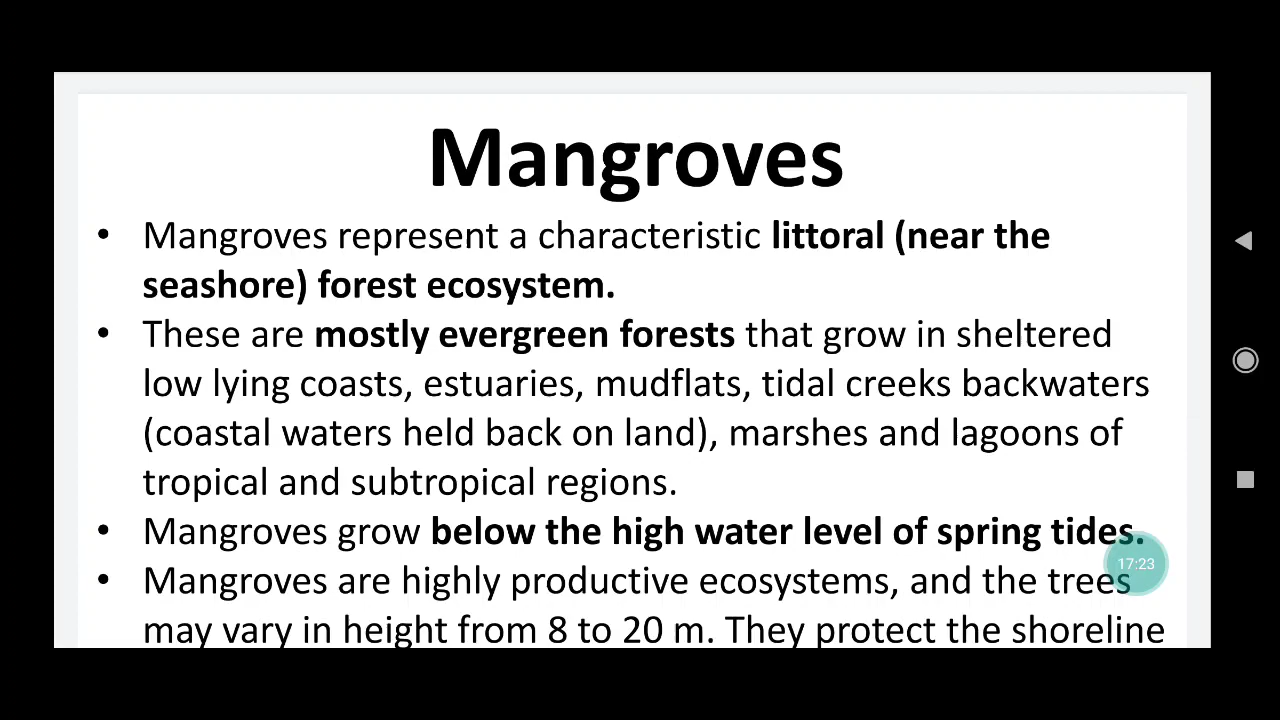 Mangroves
• Mangroves represent a characteristic littoral (near the
seashore) forest ecosystem.
• These are mostly evergreen forests that grow in sheltered
low lying coasts, estuaries, mudflats, tidal creeks backwaters
(coastal waters held back on land), marshes and lagoons of
tropical and subtropical regions.
• Mangroves grow below the high water level of spring tides.
17:23
• Mangroves are highly productive ecosystems, and the trees
may vary in height from 8 to 20 m. They protect the shoreline